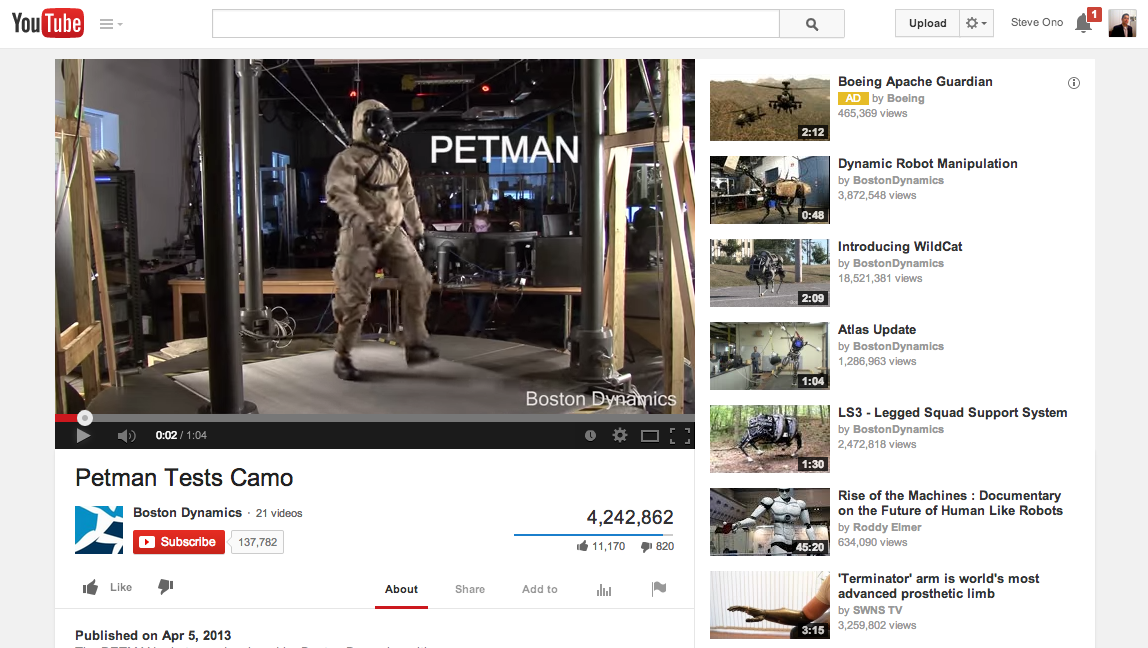 YouTube
Upload
Steve Ono
1
PETMAN
Boston Dynamics
0:02 / 1:04
Petman Tests Camo
Boston Dynamics · 21 videos
Subscribe
137,782
4,242,862
11,170
820
Like
About
Share
Add to
Published on Apr 5, 2013
Boeing Apache Guardian
AD by Boeing
465,369 views
2:12
Dynamic Robot Manipulation
by BostonDynamics
3,872,548 views
0:48
Introducing WildCat
by BostonDynamics
18,521,381 views
2:09
Atlas Update
by BostonDynamics
1,286,963 views
1:04
LS3 - Legged Squad Support System
by BostonDynamics
2,472,818 views
1:30
Rise of the Machines : Documentary
on the Future of Human Like Robots
by Roddy Elmer
634,090 views
45:20
'Terminator' arm is world's most
advanced prosthetic limb
by SWNS TV
3,259,802 views
3:15